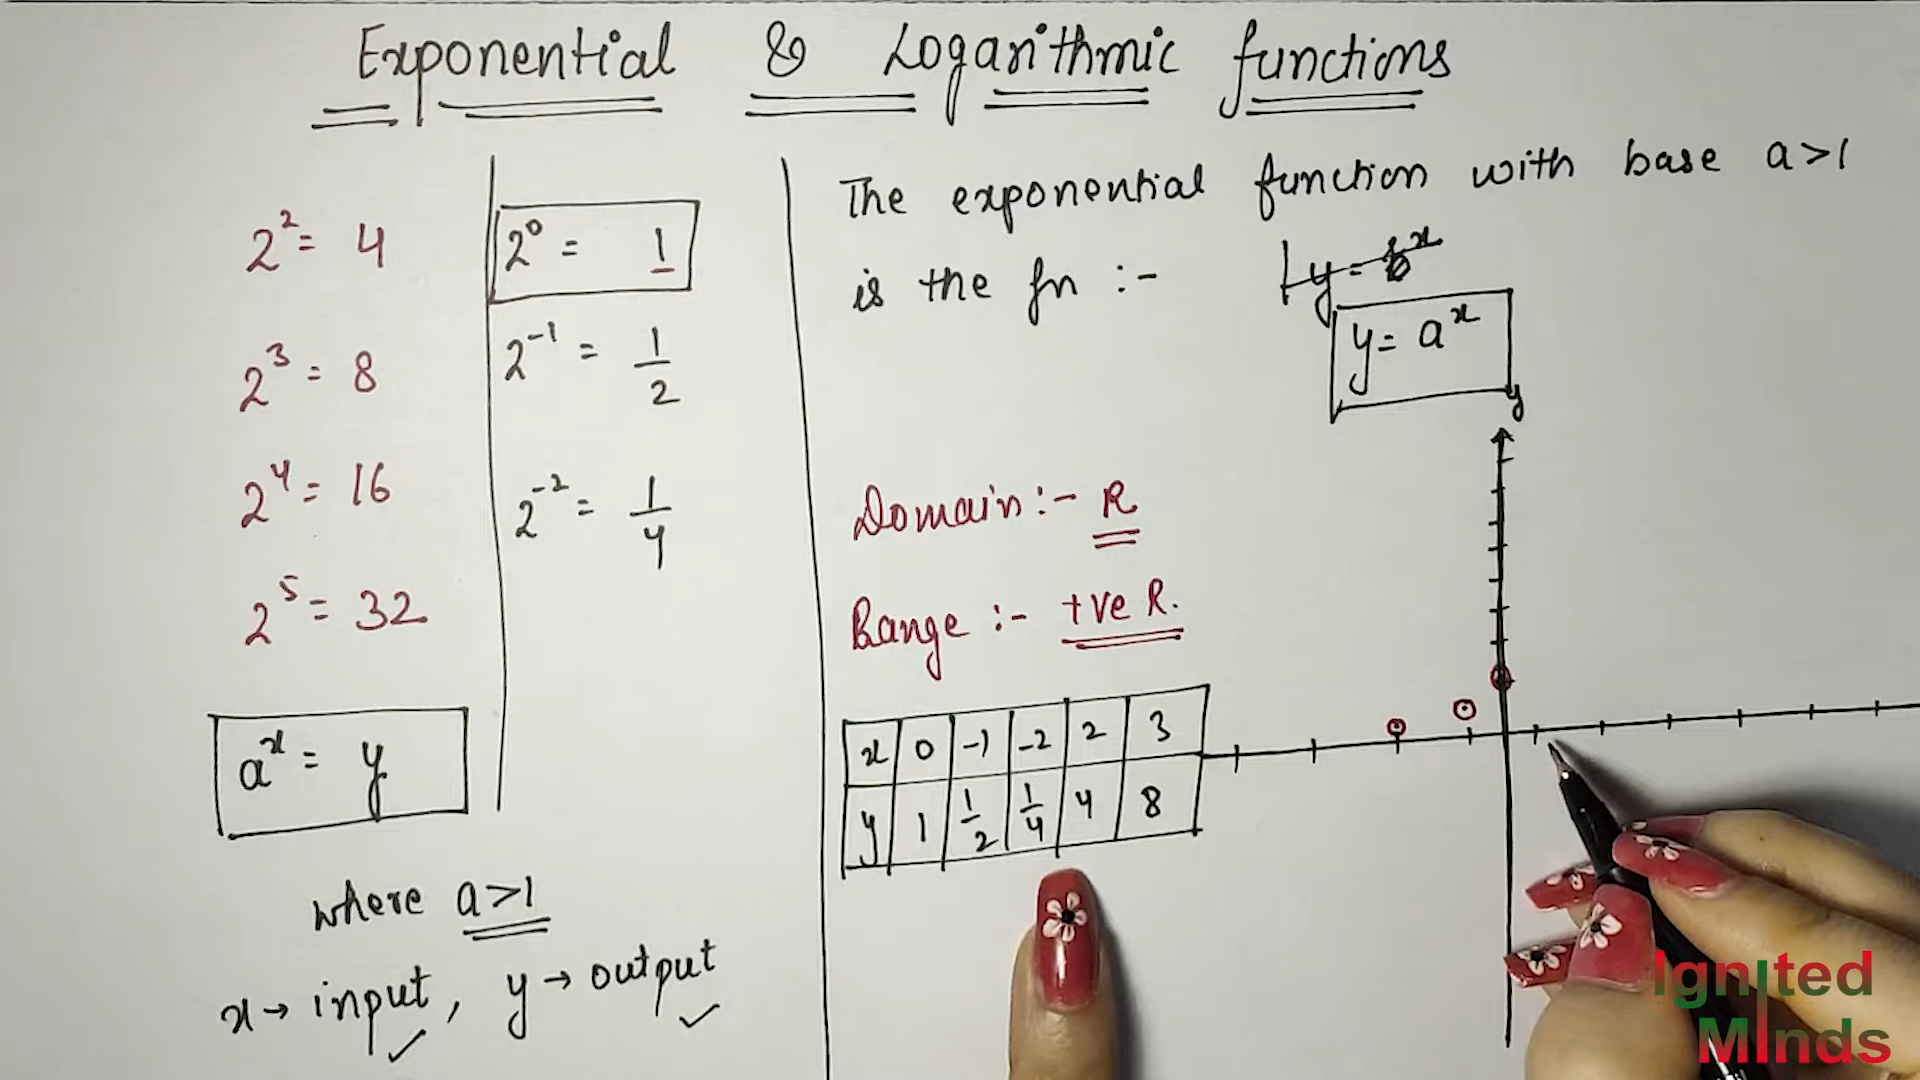 Exponential & Logarithmic functions
2² = 4
2³ = 8
2⁴ = 16
2⁵ = 32
aˣ = y
where a>1
x → input, y → output
2⁰ = 1
2⁻¹ = 1/2
2⁻² = 1/4
The exponential function with base a>1
is the fn :-
y = aˣ
Domain :- R
Range :- +ve R.
x 0 -1 -2 2 3
y 1 1/2 1/4 4 8
y
Ignited
Minds